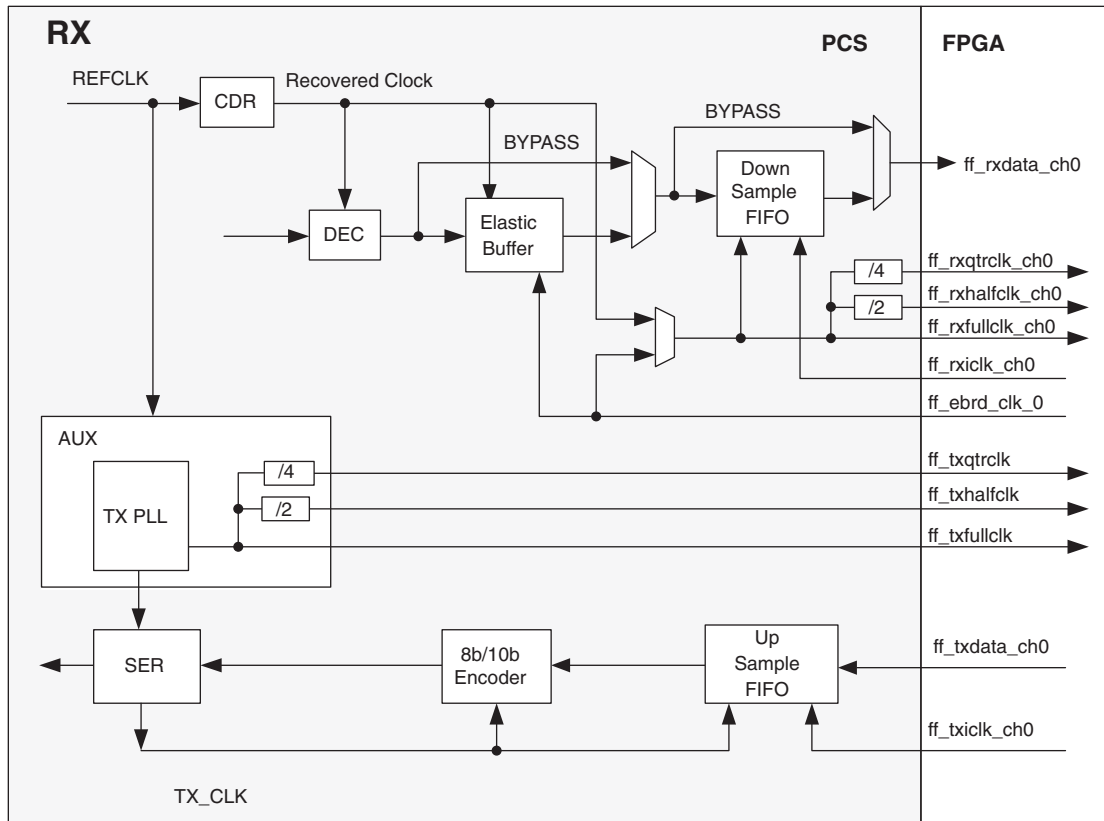 RX
PCS
FPGA
REFCLK
CDR
Recovered Clock
BYPASS
BYPASS
Down
Sample
FIFO
ff_rxdata_ch0
DEC
Elastic
Buffer
/4
ff_rxqtrclk_ch0
/2
ff_rxhalfclk_ch0
ff_rxfullclk_ch0
ff_rxiclk_ch0
ff_ebrd_clk_0
AUX
TX PLL
/4
ff_txqtrclk
/2
ff_txhalfclk
ff_txfullclk
SER
8b/10b
Encoder
Up
Sample
FIFO
ff_txdata_ch0
ff_txiclk_ch0
TX_CLK